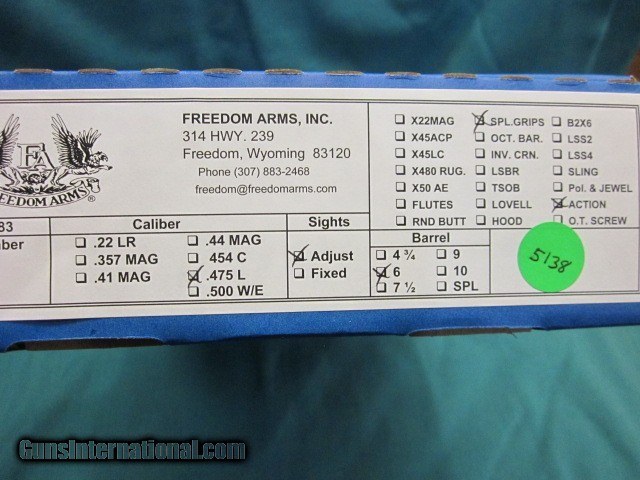 FREEDOM ARMS, INC.
314 HWY. 239
Freedom, Wyoming 83120
Phone (307) 883-2468
freedom@freedomarms.com
FA
FREEDOM ARMS ®
X22MAG SPL.GRIPS B2X6
X45ACP OCT. BAR. LSS2
X45LC INV. CRN. LSS4
X480 RUG. LSBR SLING
X50 AE TSOB Pol. & JEWEL
FLUTES LOVELL ACTION
RND BUTT HOOD O.T. SCREW
83 Caliber Sights
.22 LR .44 MAG
.357 MAG 454 C
.41 MAG .475 L
.500 W/E
Adjust
Fixed
Barrel
4 ¾ 9
6 10
7 ½ SPL
5138
GunsInternational.com